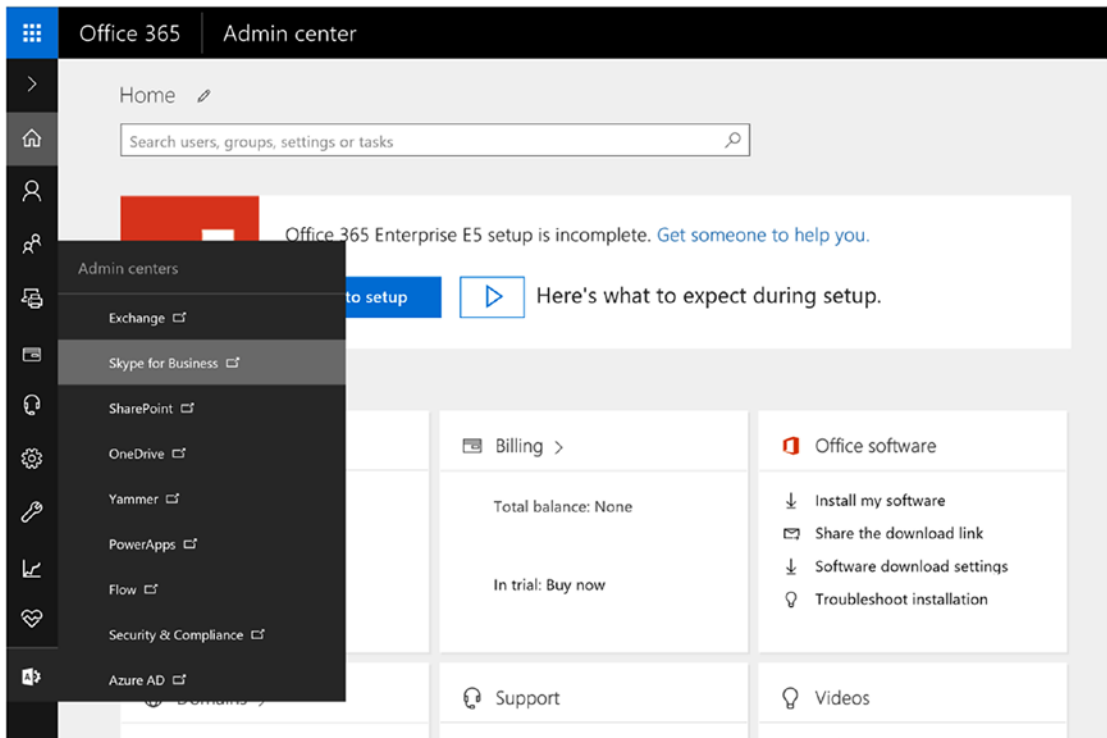 Office 365 Admin center
Home
Search users, groups, settings or tasks
Office 365 Enterprise E5 setup is incomplete. Get someone to help you.
to setup
Here's what to expect during setup.
Admin centers
Exchange
Skype for Business
SharePoint
OneDrive
Yammer
PowerApps
Flow
Security & Compliance
Azure AD
Billing >
Total balance: None
In trial: Buy now
Office software
Install my software
Share the download link
Software download settings
Troubleshoot installation
Domains >
Support
Videos